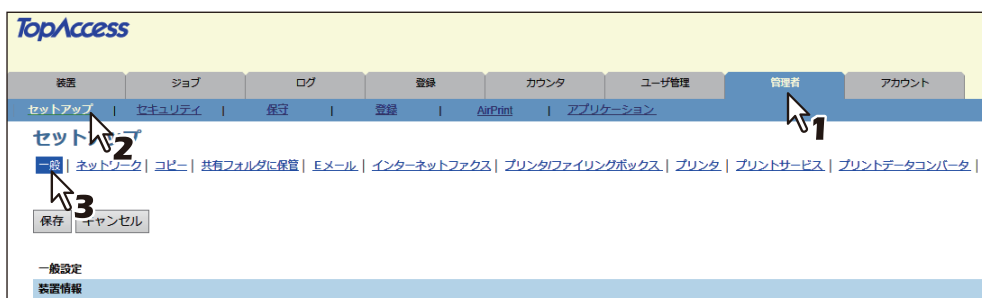 TopAccess
装置 ジョブ ログ 登録 カウンタ ユーザ管理 管理者 アカウント
セットアップ | セキュリティ | 保守 | 登録 | AirPrint | アプリケーション
1
セットアップ
2
一般 | ネットワーク | コピー | 共有フォルダに保管 | Eメール | インターネットファクス | プリンタ/ファイリングボックス | プリンタ | プリントサービス | プリントデータコンバータ |
3
保存 キャンセル
一般設定
装置情報